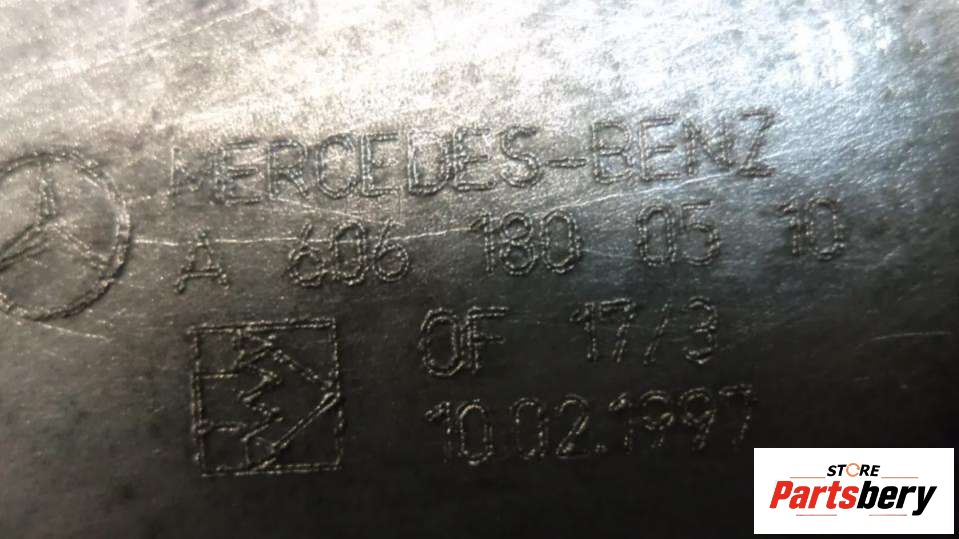 MERCEDES-BENZ
A 606 180 05 10
OF 17/3
10.02.1997
STORE
Partsbery